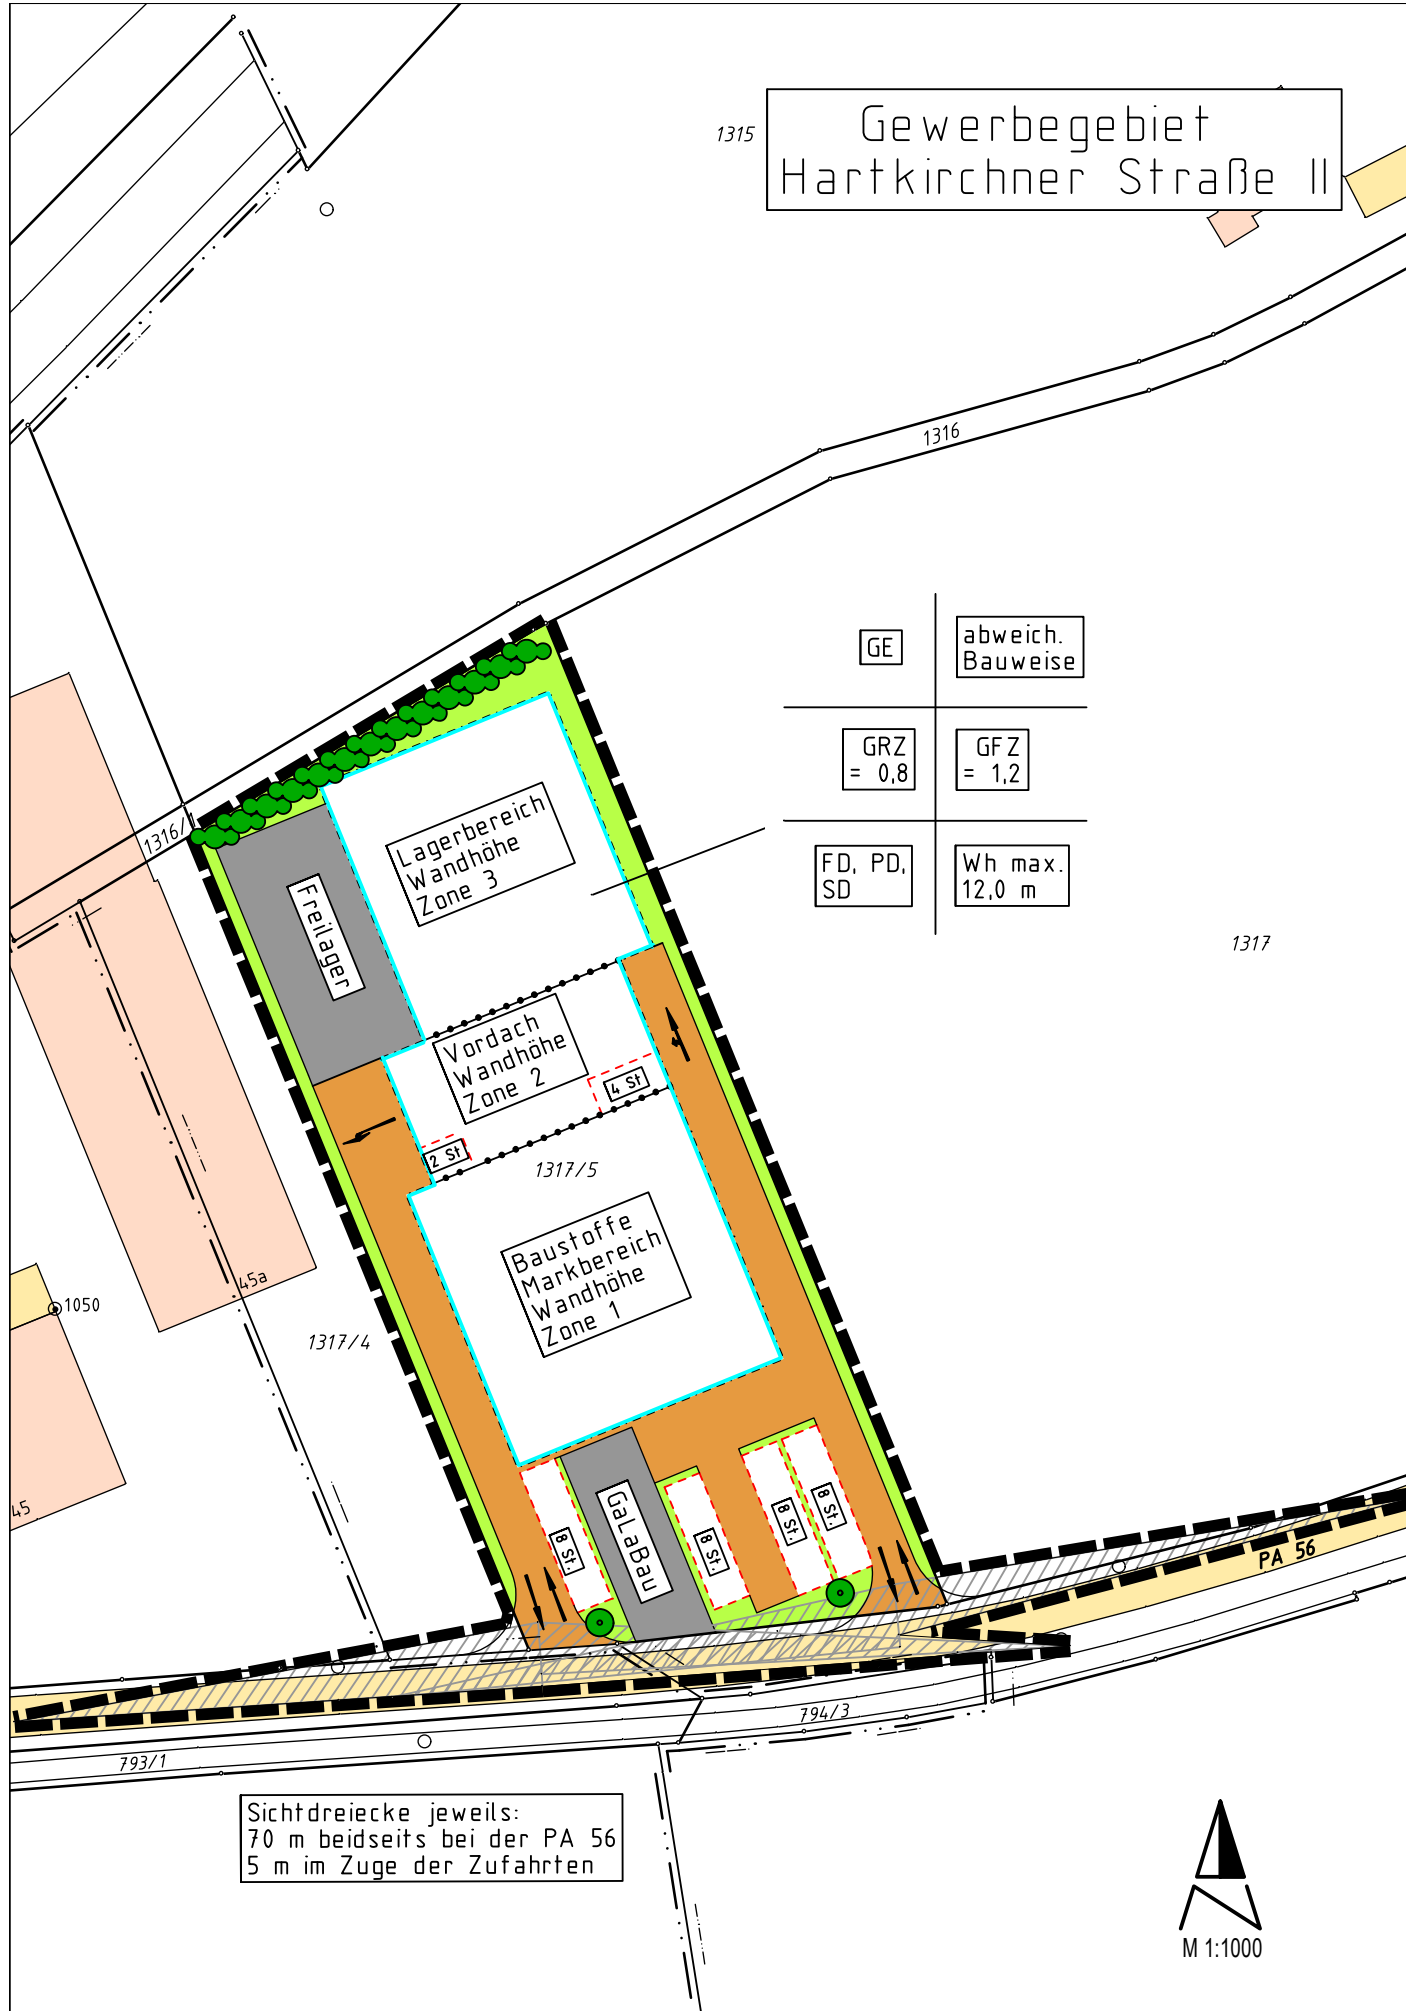 Gewerbegebiet
Hartkirchner Straße II
1315
1316
GE
abweich.
Bauweise
GRZ
= 0,8
GFZ
= 1,2
FD, PD,
SD
Wh max.
12,0 m
1316/1
Lagerbereich
Wandhöhe
Zone 3
Freilager
1317
Vordach
Wandhöhe
Zone 2
4 St
2 St
1317/5
Baustoffe
Markbereich
Wandhöhe
Zone 1
45a
1050
1317/4
45
8 St.
GaLaBau
8 St.
8 St.
8 St.
PA 56
794/3
793/1
Sichtdreiecke jeweils:
70 m beidseits bei der PA 56
5 m im Zuge der Zufahrten
M 1:1000